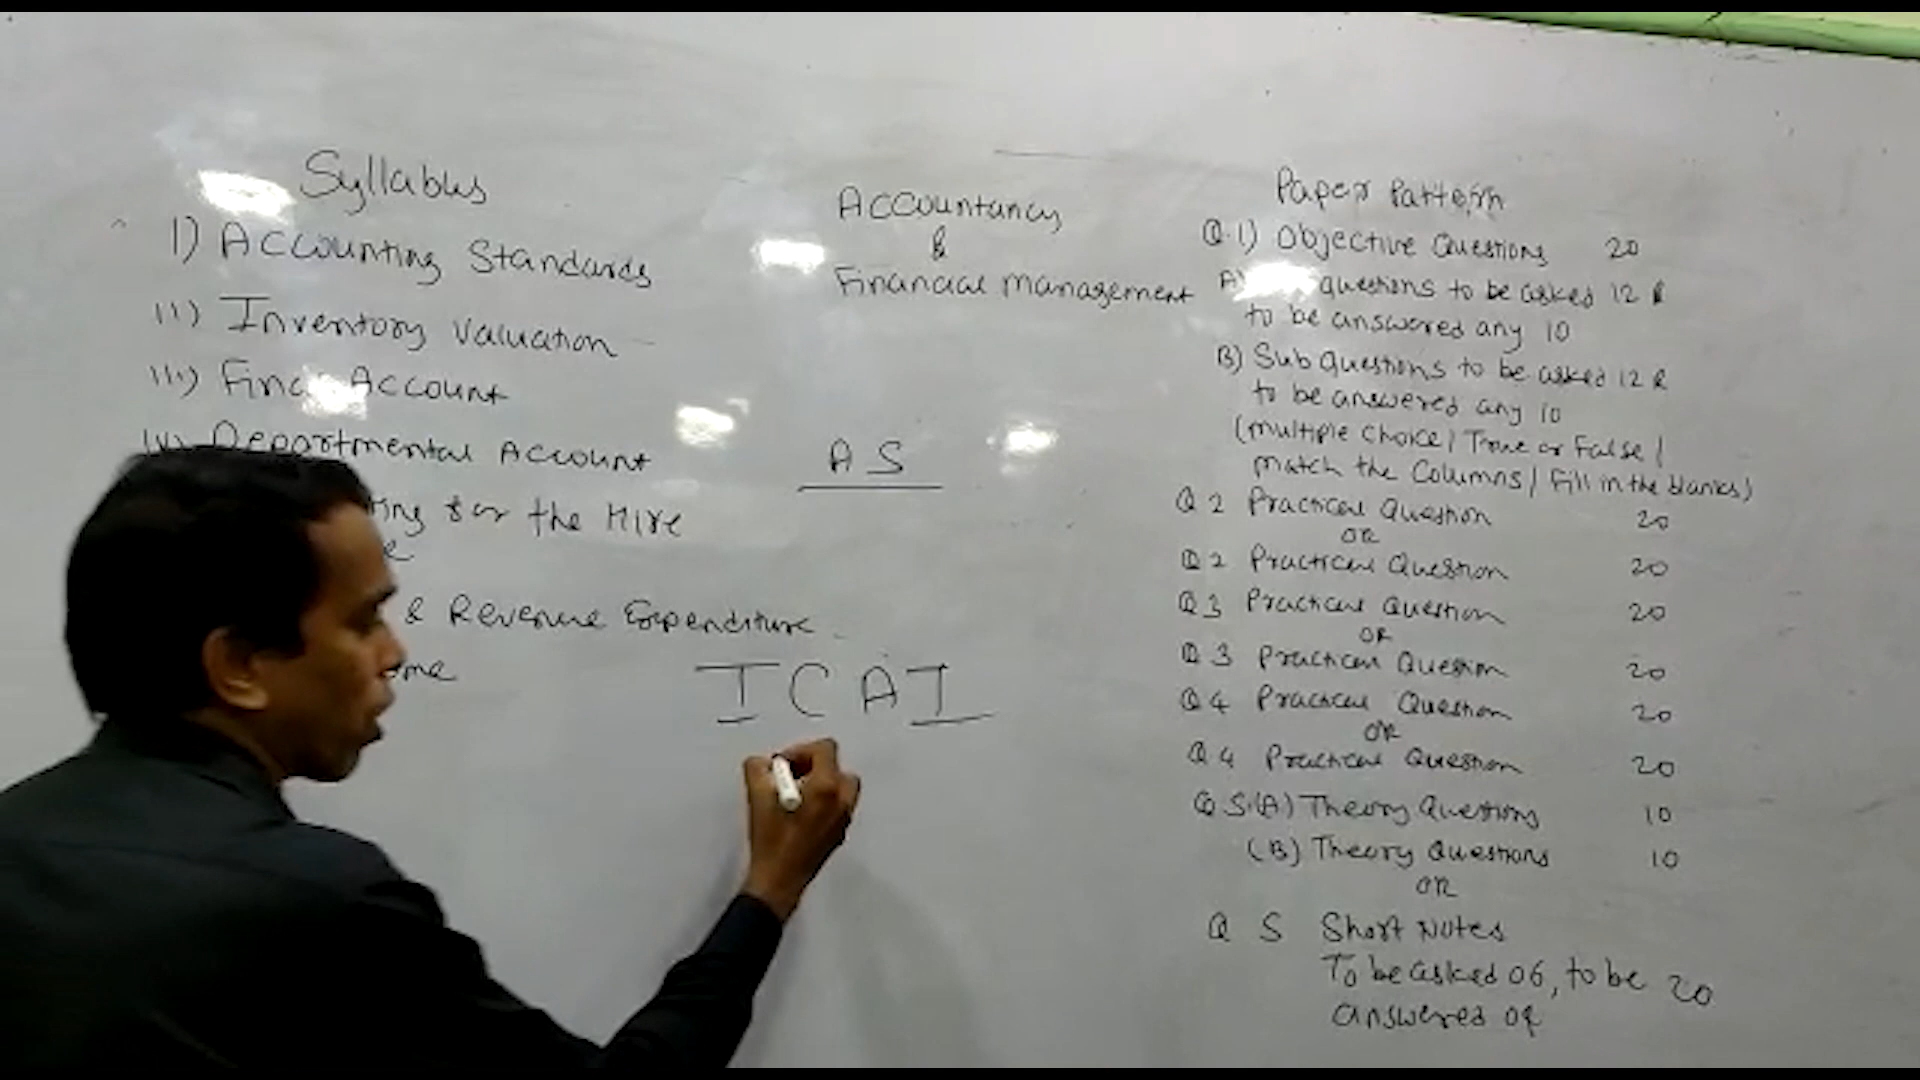 Syllabus
I) Accounting Standards
II) Inventory Valuation
III) Account
IV) Departmental Account
for the Hire
& Revenue Expenditure
Accountancy
&
Financial Management
AS
ICAI
Paper Pattern
Q.1) Objective Questions 20
A) questions to be asked 12 &
to be answered any 10
B) Sub Questions to be asked 12 &
to be answered any 10
(Multiple Choice / True or False /
Match the Columns / Fill in the blanks)
Q 2 Practical Question 20
OR
Q 2 Practical Question 20
Q 3 Practical Question 20
OR
Q 3 Practical Question 20
Q 4 Practical Question 20
OR
Q 4 Practical Question 20
Q 5.(A) Theory Questions 10
(B) Theory Questions 10
OR
Q 5 Short Notes
To be asked 06, to be 20
answered 04